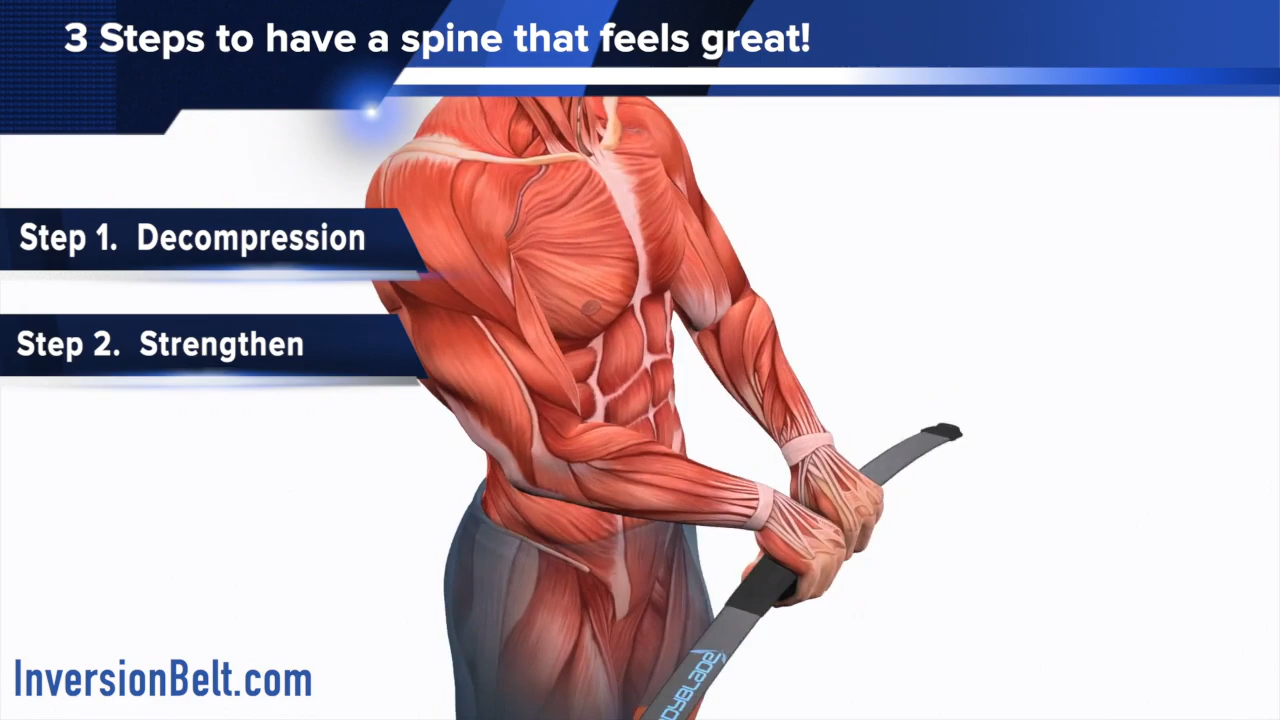 3 Steps to have a spine that feels great!
Step 1. Decompression
Step 2. Strengthen
InversionBelt.com